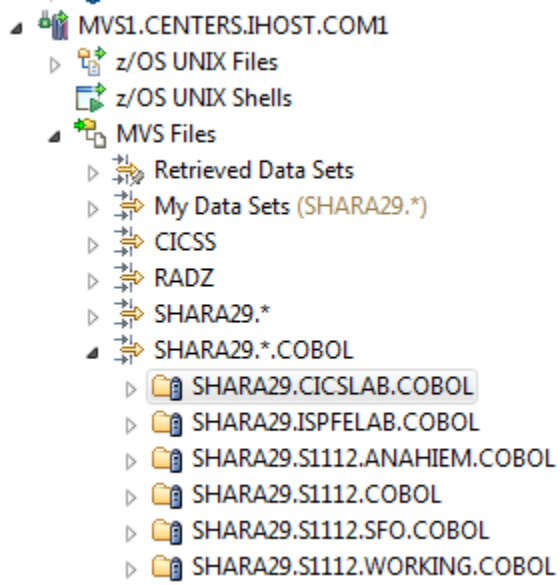 MVS1.CENTERS.IHOST.COM1
z/OS UNIX Files
z/OS UNIX Shells
MVS Files
Retrieved Data Sets
My Data Sets (SHARA29.*)
CICSS
RADZ
SHARA29.*
SHARA29.*.COBOL
SHARA29.CICSLAB.COBOL
SHARA29.ISPFELAB.COBOL
SHARA29.S1112.ANAHIEM.COBOL
SHARA29.S1112.COBOL
SHARA29.S1112.SFO.COBOL
SHARA29.S1112.WORKING.COBOL